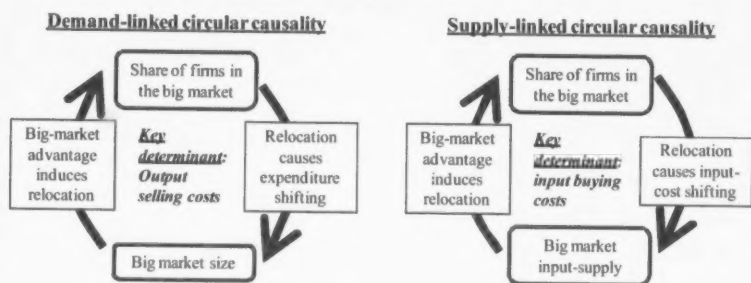 Demand-linked circular causality
Share of firms in
the big market
Big-market
advantage
induces
relocation
Key
determinant:
Output
selling costs
Relocation
causes
expenditure
shifting
Big market size
Supply-linked circular causality
Share of firms in
the big market
Big-market
advantage
induces
relocation
Key
determinant:
input buying
costs
Relocation
causes input-
cost shifting
Big market
input-supply